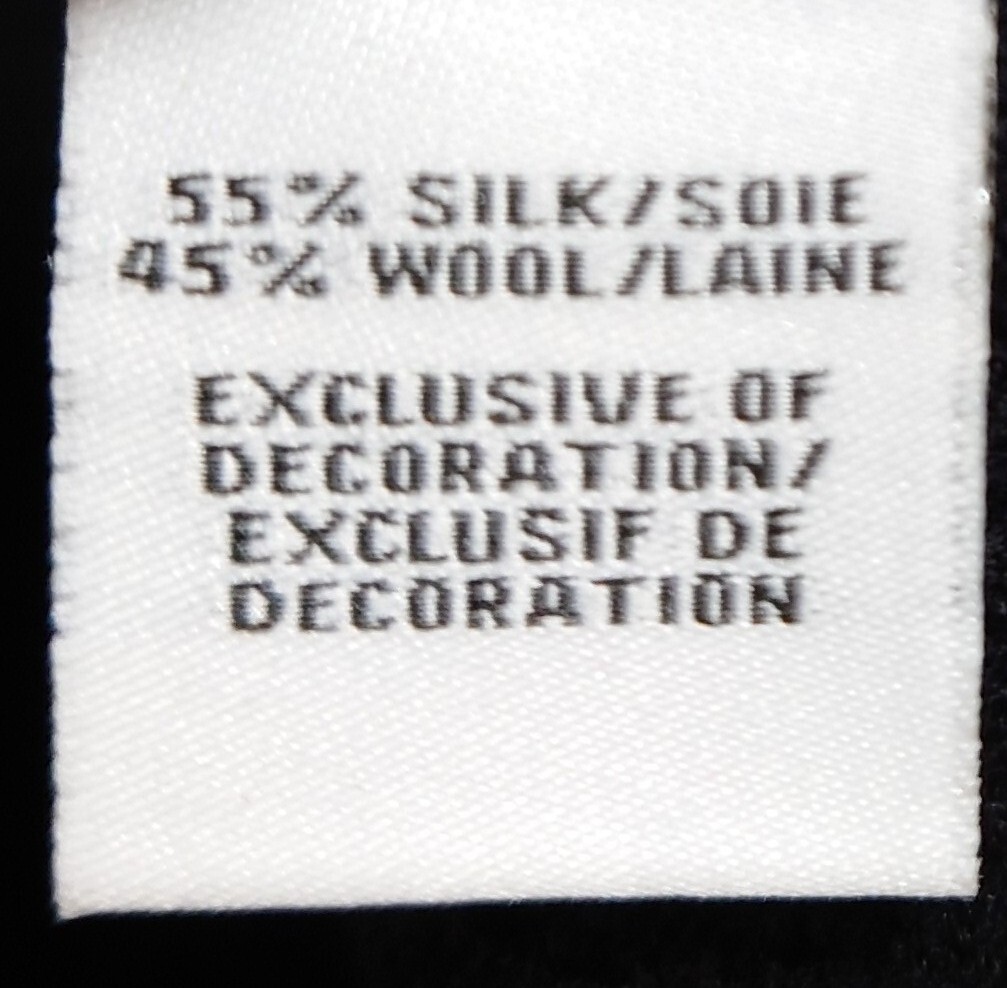 55% SILK/SOIE
45% WOOL/LAINE
EXCLUSIVE OF
DECORATION/
EXCLUSIF DE
DECORATION